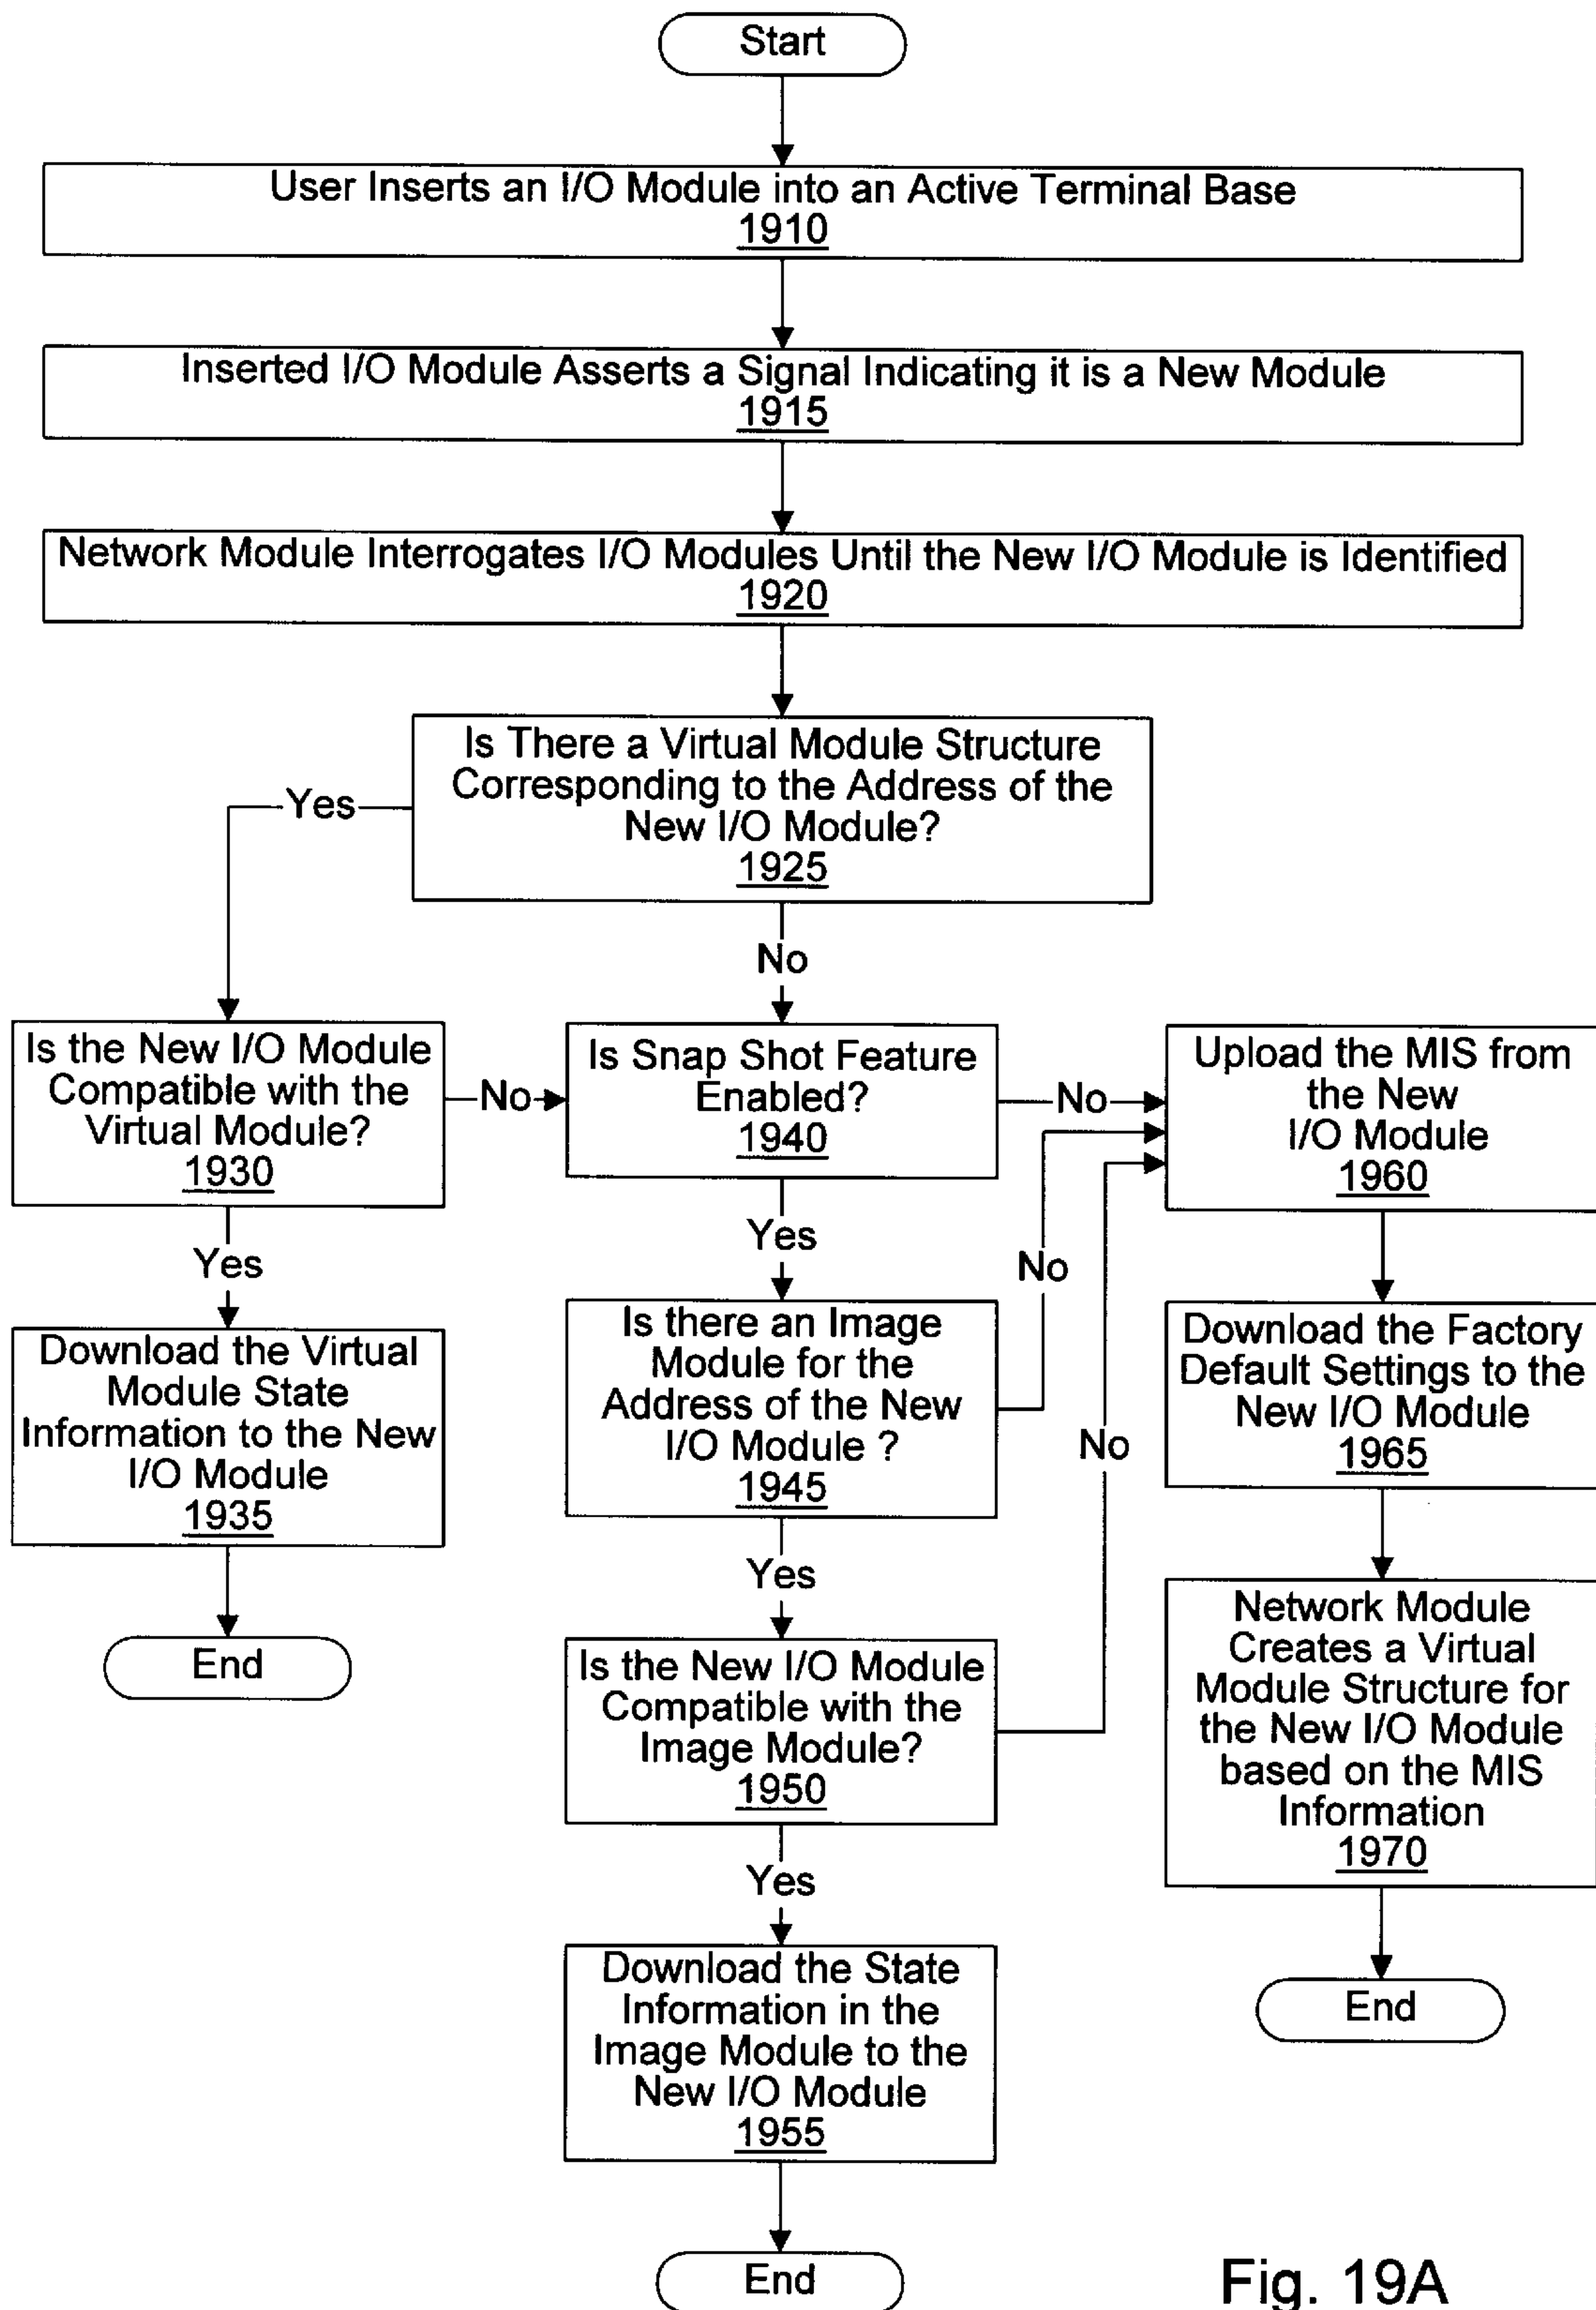 Start
User Inserts an I/O Module into an Active Terminal Base
1910
Inserted I/O Module Asserts a Signal Indicating it is a New Module
1915
Network Module Interrogates I/O Modules Until the New I/O Module is Identified
1920
Is There a Virtual Module Structure
Corresponding to the Address of the
New I/O Module?
1925
Yes
No
Is the New I/O Module
Compatible with the
Virtual Module?
1930
No
Yes
Download the Virtual
Module State
Information to the New
I/O Module
1935
End
Is Snap Shot Feature
Enabled?
1940
No
Yes
Is there an Image
Module for the
Address of the New
I/O Module ?
1945
No
Yes
Is the New I/O Module
Compatible with the
Image Module?
1950
No
Yes
Download the State
Information in the
Image Module to the
New I/O Module
1955
End
Upload the MIS from
the New
I/O Module
1960
Download the Factory
Default Settings to the
New I/O Module
1965
Network Module
Creates a Virtual
Module Structure for
the New I/O Module
based on the MIS
Information
1970
End
Fig. 19A